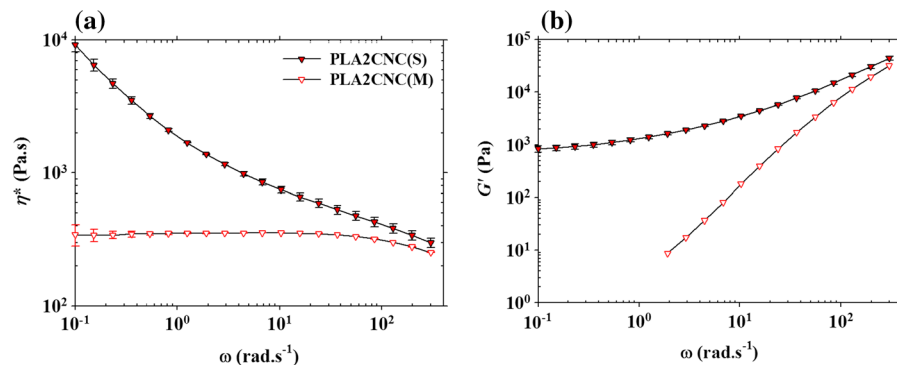 (a)
10⁴
10³
10²
η* (Pa.s)
PLA2CNC(S)
PLA2CNC(M)
10⁻¹ 10⁰ 10¹ 10²
ω (rad.s⁻¹)
(b)
10⁵
10⁴
10³
10²
10¹
10⁰
G′ (Pa)
10⁻¹ 10⁰ 10¹ 10²
ω (rad.s⁻¹)